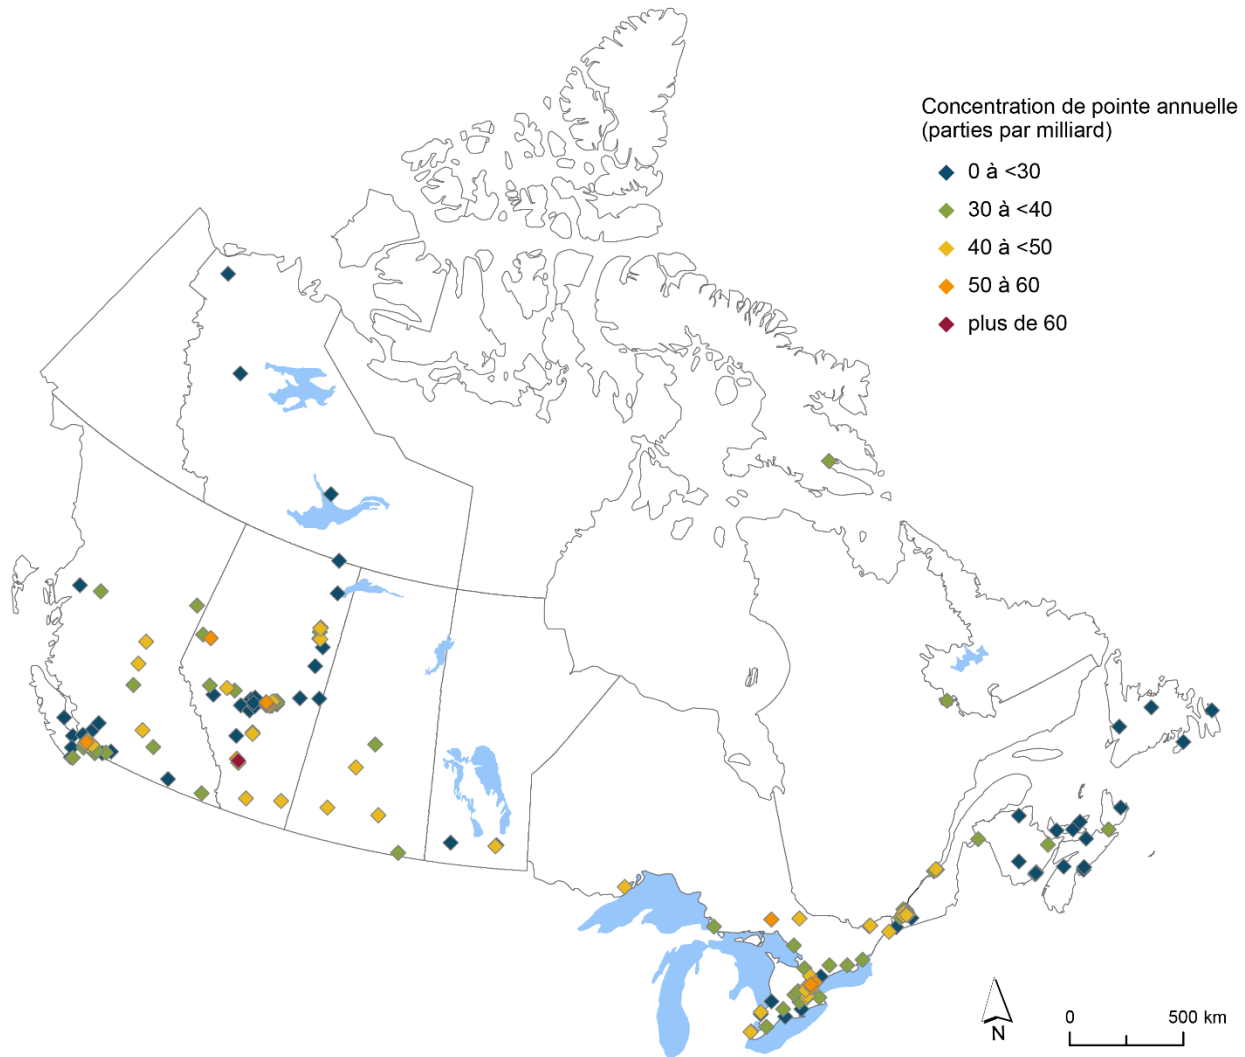 Concentration de pointe annuelle
(parties par milliard)
0 à <30
30 à <40
40 à <50
50 à 60
plus de 60
N
0 500 km